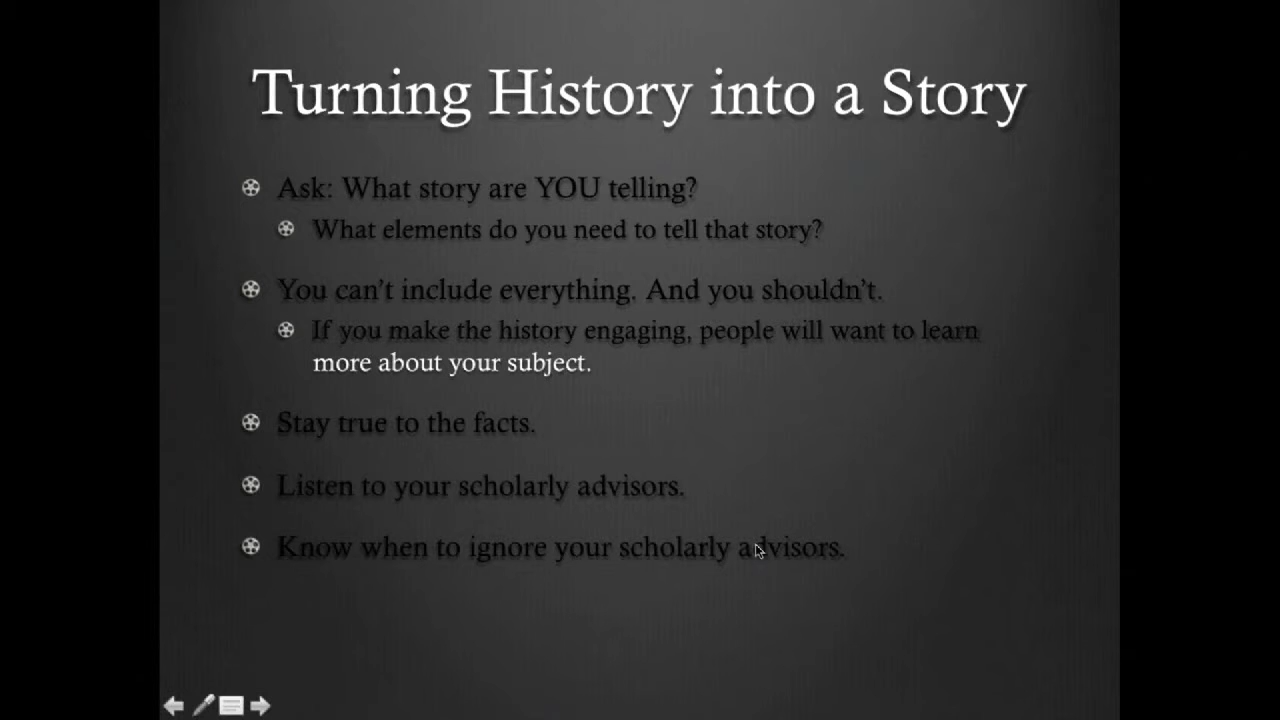 Turning History into a Story
Ask: What story are YOU telling?
What elements do you need to tell that story?
You can't include everything. And you shouldn't.
If you make the history engaging, people will want to learn
more about your subject.
Stay true to the facts.
Listen to your scholarly advisors.
Know when to ignore your scholarly advisors.